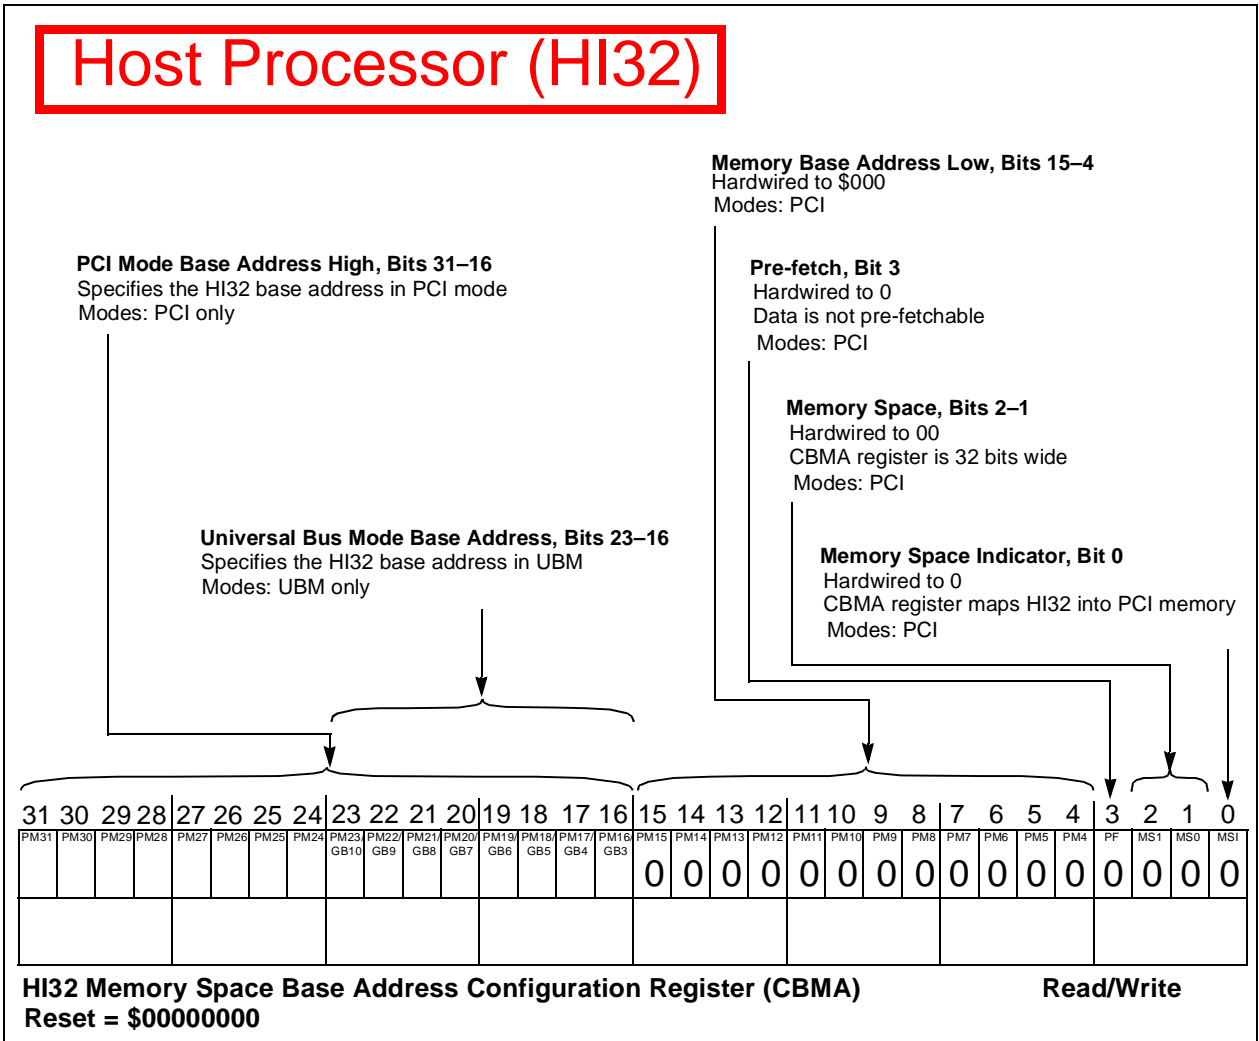 Host Processor (HI32)
Memory Base Address Low, Bits 15–4
Hardwired to $000
Modes: PCI
PCI Mode Base Address High, Bits 31–16
Specifies the HI32 base address in PCI mode
Modes: PCI only
Pre-fetch, Bit 3
Hardwired to 0
Data is not pre-fetchable
Modes: PCI
Memory Space, Bits 2–1
Hardwired to 00
CBMA register is 32 bits wide
Modes: PCI
Universal Bus Mode Base Address, Bits 23–16
Specifies the HI32 base address in UBM
Modes: UBM only
Memory Space Indicator, Bit 0
Hardwired to 0
CBMA register maps HI32 into PCI memory
Modes: PCI
31 30 29 28 27 26 25 24 23 22 21 20 19 18 17 16 15 14 13 12 11 10 9 8 7 6 5 4 3 2 1 0
PM31 PM30 PM29 PM28 PM27 PM26 PM25 PM24 PM23/ PM22/ PM21/ PM20/ PM19/ PM18/ PM17/ PM16/ PM15 PM14 PM13 PM12 PM11 PM10 PM9 PM8 PM7 PM6 PM5 PM4 PF MS1 MS0 MSI
GB10 GB9 GB8 GB7 GB6 GB5 GB4 GB3
0 0 0 0 0 0 0 0 0 0 0 0 0 0 0 0
HI32 Memory Space Base Address Configuration Register (CBMA) Read/Write
Reset = $00000000